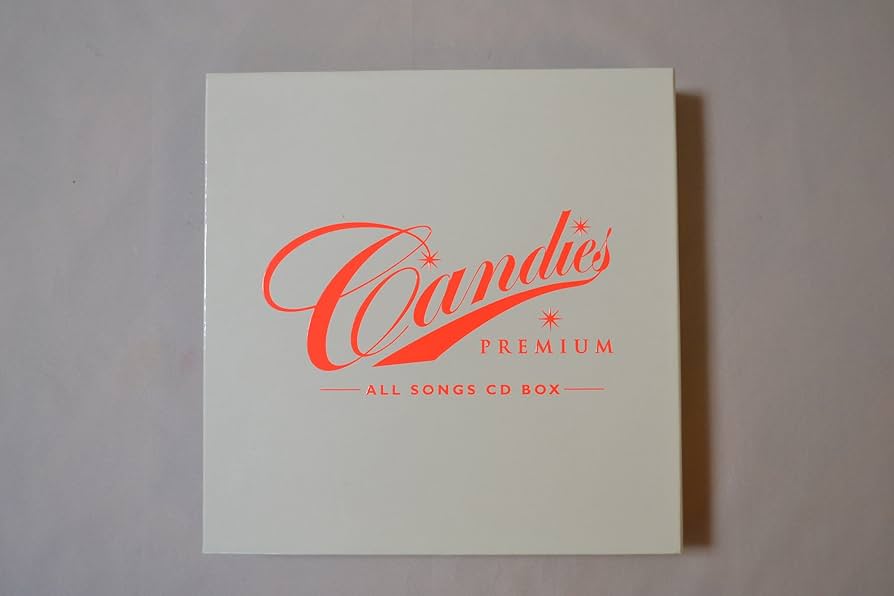 Candies
PREMIUM
ALL SONGS CD BOX